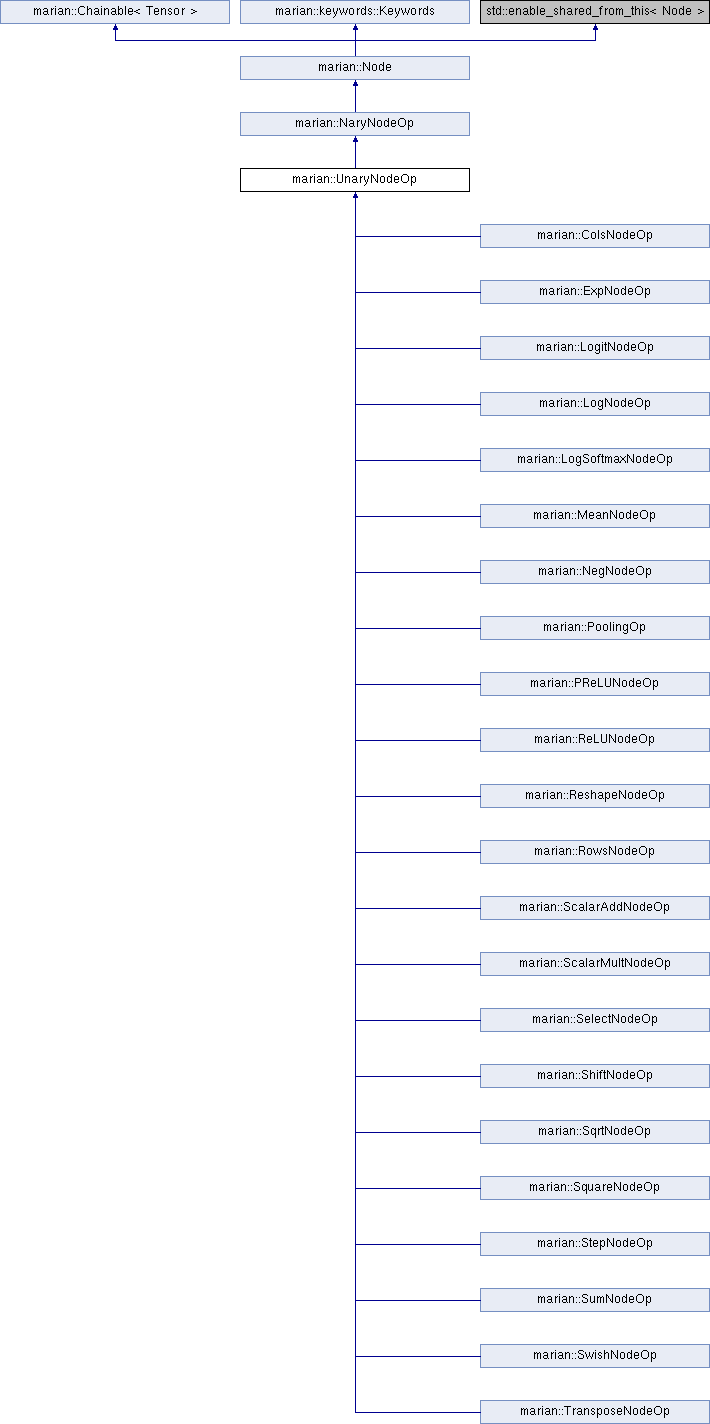 marian::Chainable< Tensor >
marian::keywords::Keywords
std::enable_shared_from_this< Node >
marian::Node
marian::NaryNodeOp
marian::UnaryNodeOp
marian::ColsNodeOp
marian::ExpNodeOp
marian::LogitNodeOp
marian::LogNodeOp
marian::LogSoftmaxNodeOp
marian::MeanNodeOp
marian::NegNodeOp
marian::PoolingOp
marian::PReLUNodeOp
marian::ReLUNodeOp
marian::ReshapeNodeOp
marian::RowsNodeOp
marian::ScalarAddNodeOp
marian::ScalarMultNodeOp
marian::SelectNodeOp
marian::ShiftNodeOp
marian::SqrtNodeOp
marian::SquareNodeOp
marian::StepNodeOp
marian::SumNodeOp
marian::SwishNodeOp
marian::TransposeNodeOp